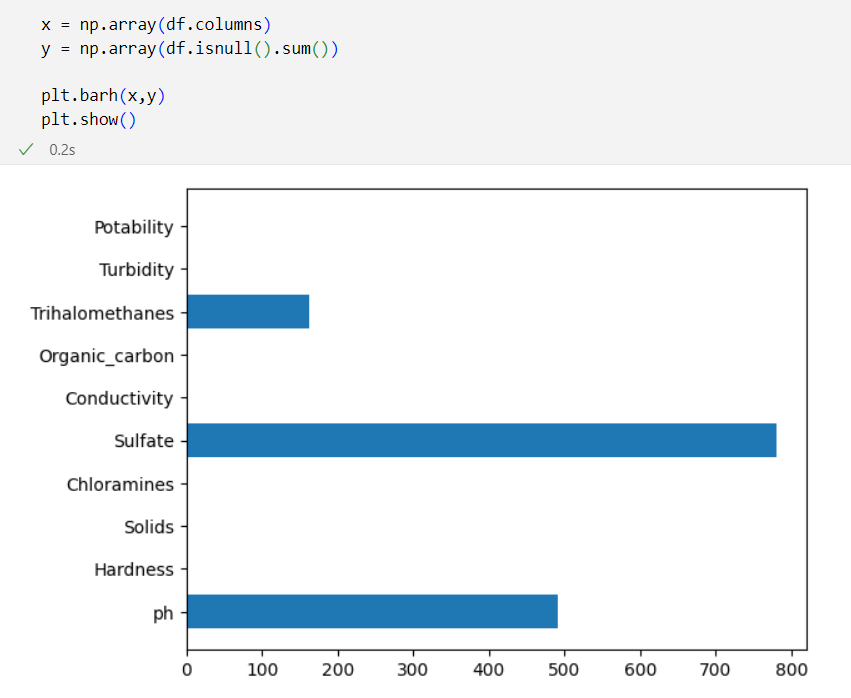 x = np.array(df.columns)
y = np.array(df.isnull().sum())
plt.barh(x,y)
plt.show()
✓ 0.2s
Potability
Turbidity
Trihalomethanes
Organic_carbon
Conductivity
Sulfate
Chloramines
Solids
Hardness
ph
0 100 200 300 400 500 600 700 800